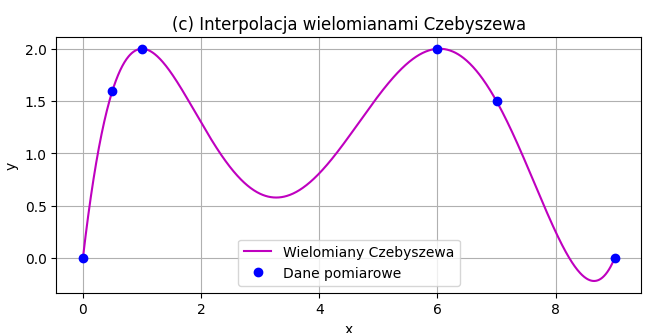 (c) Interpolacja wielomianami Czebyszewa
2.0
1.5
1.0
0.5
0.0
y
Wielomiany Czebyszewa
Dane pomiarowe
0 2 4 6 8
x